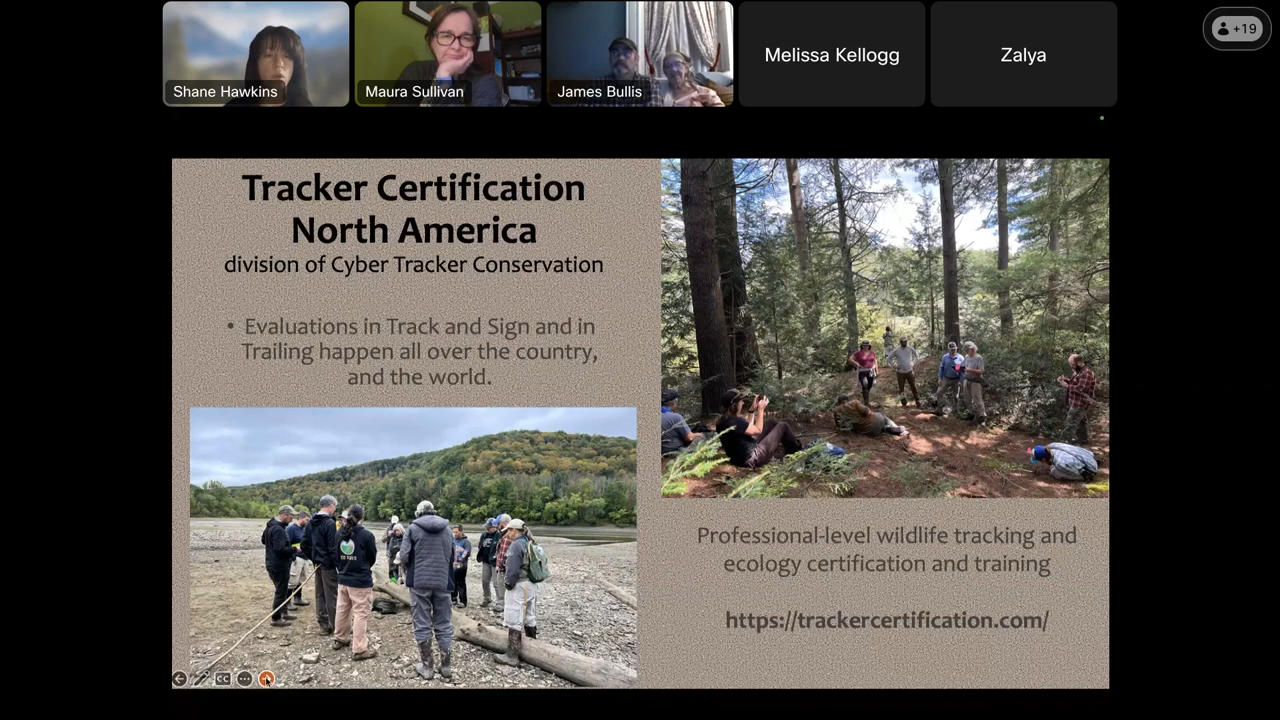 Shane Hawkins
Maura Sullivan
James Bullis
Melissa Kellogg
Zalya
+19
Tracker Certification
North America
division of Cyber Tracker Conservation
• Evaluations in Track and Sign and in
Trailing happen all over the country,
and the world.
Professional-level wildlife tracking and
ecology certification and training
https://trackercertification.com/
CC